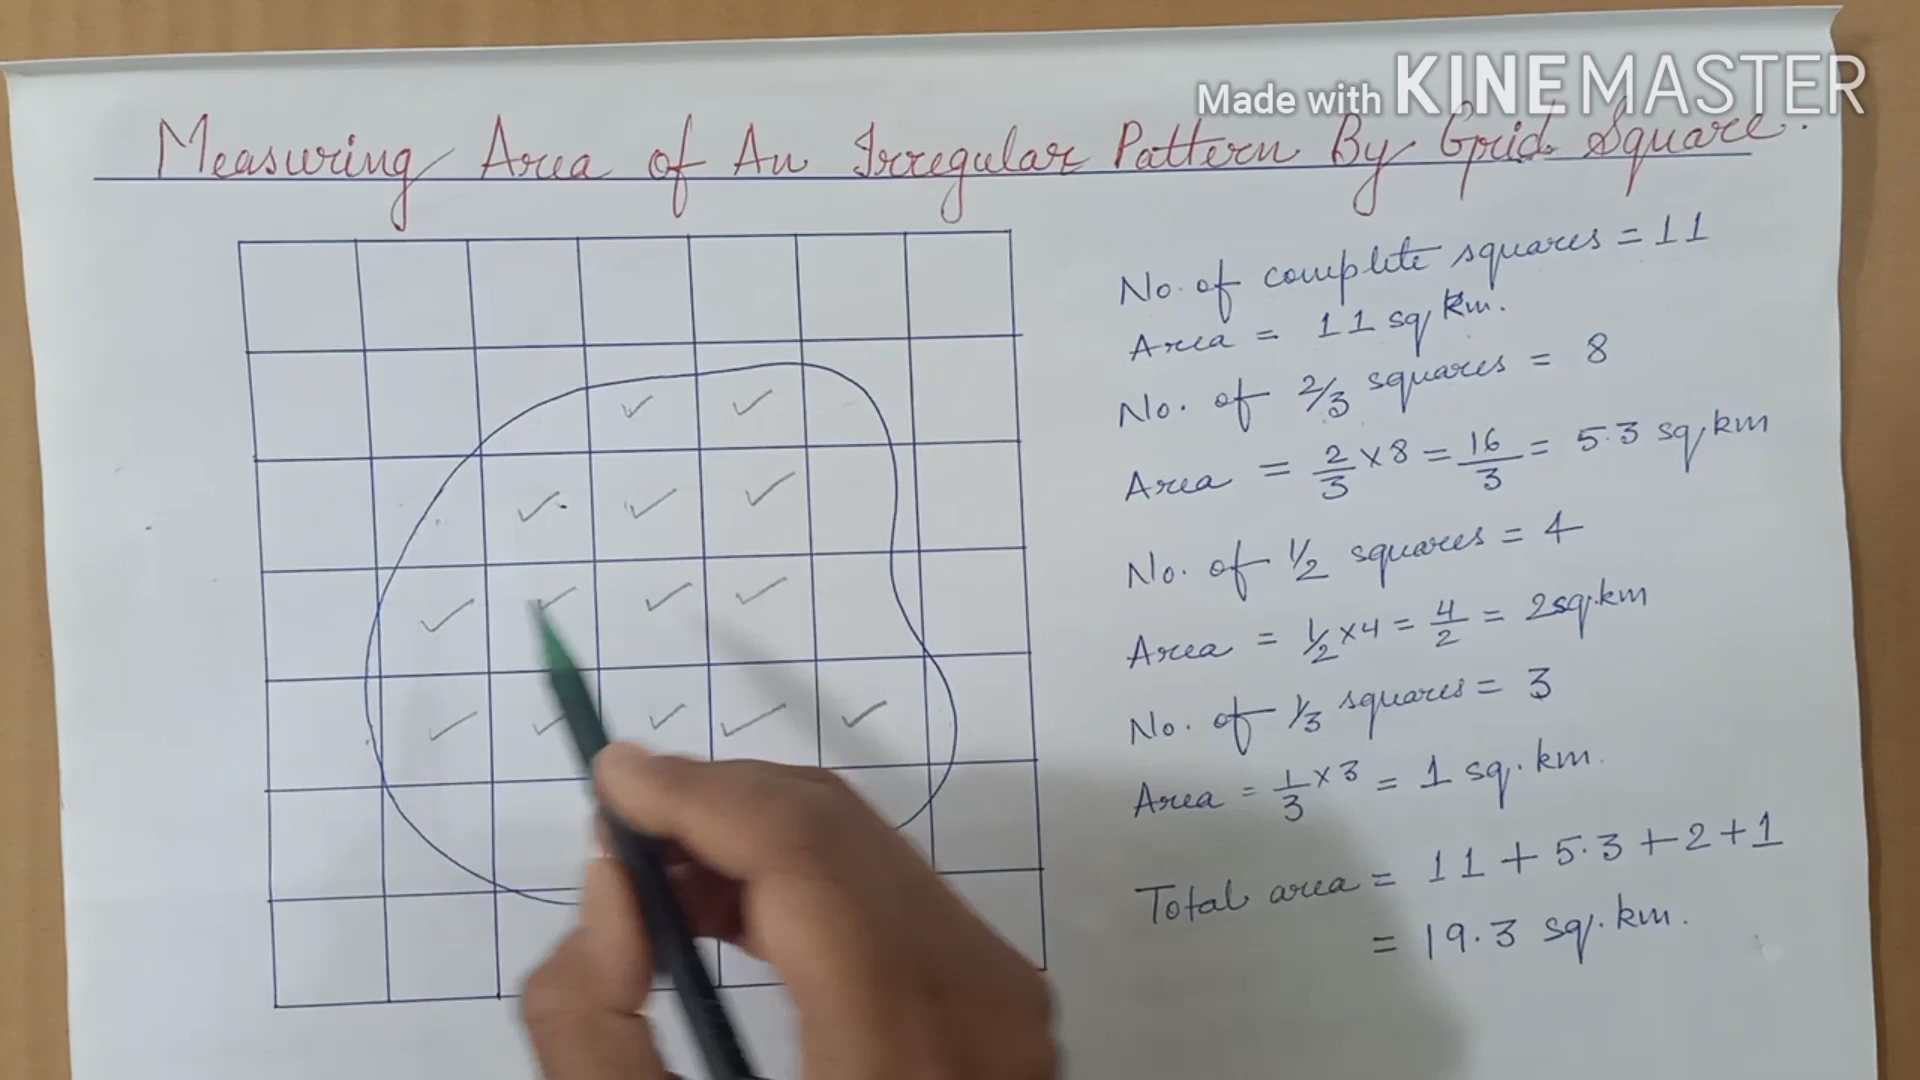 Made with KINEMASTER
Measuring Area of An Irregular Pattern By Grid Square.
No. of complete squares = 11
Area = 11 sq km.
No. of 2/3 squares = 8
Area = 2/3 × 8 = 16/3 = 5.3 sq km
No. of 1/2 squares = 4
Area = 1/2 × 4 = 4/2 = 2 sq. km
No. of 1/3 squares = 3
Area = 1/3 × 3 = 1 sq. km.
Total area = 11 + 5.3 + 2 + 1
= 19.3 sq. km.